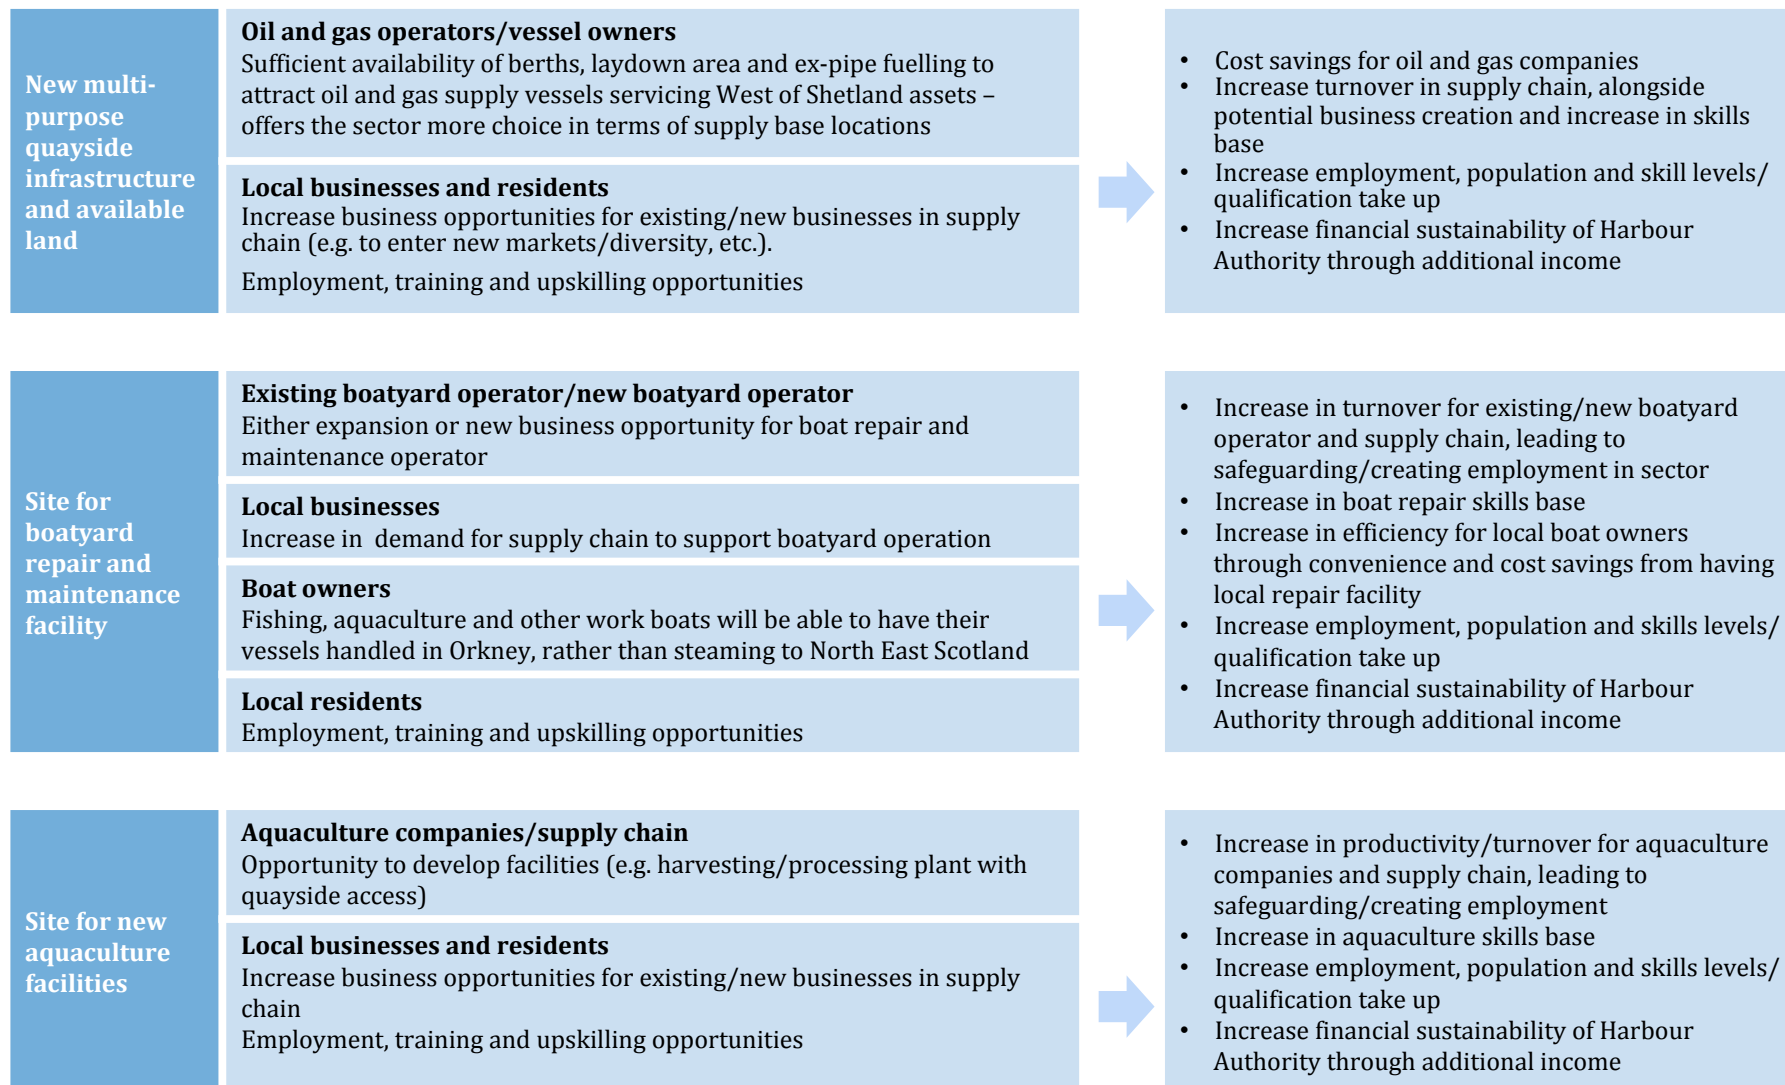 New multi-
purpose
quayside
infrastructure
and available
land
Oil and gas operators/vessel owners
Sufficient availability of berths, laydown area and ex-pipe fuelling to
attract oil and gas supply vessels servicing West of Shetland assets –
offers the sector more choice in terms of supply base locations
Local businesses and residents
Increase business opportunities for existing/new businesses in supply
chain (e.g. to enter new markets/diversity, etc.).
Employment, training and upskilling opportunities
• Cost savings for oil and gas companies
• Increase turnover in supply chain, alongside
potential business creation and increase in skills
base
• Increase employment, population and skill levels/
qualification take up
• Increase financial sustainability of Harbour
Authority through additional income
Site for
boatyard
repair and
maintenance
facility
Existing boatyard operator/new boatyard operator
Either expansion or new business opportunity for boat repair and
maintenance operator
Local businesses
Increase in  demand for supply chain to support boatyard operation
Boat owners
Fishing, aquaculture and other work boats will be able to have their
vessels handled in Orkney, rather than steaming to North East Scotland
Local residents
Employment, training and upskilling opportunities
• Increase in turnover for existing/new boatyard
operator and supply chain, leading to
safeguarding/creating employment in sector
• Increase in boat repair skills base
• Increase in efficiency for local boat owners
through convenience and cost savings from having
local repair facility
• Increase employment, population and skills levels/
qualification take up
• Increase financial sustainability of Harbour
Authority through additional income
Site for new
aquaculture
facilities
Aquaculture companies/supply chain
Opportunity to develop facilities (e.g. harvesting/processing plant with
quayside access)
Local businesses and residents
Increase business opportunities for existing/new businesses in supply
chain
Employment, training and upskilling opportunities
• Increase in productivity/turnover for aquaculture
companies and supply chain, leading to
safeguarding/creating employment
• Increase in aquaculture skills base
• Increase employment, population and skills levels/
qualification take up
• Increase financial sustainability of Harbour
Authority through additional income